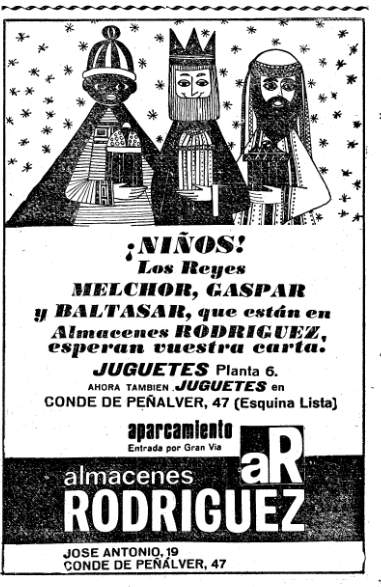 ¡NIÑOS!
Los Reyes
MELCHOR, GASPAR
y BALTASAR, que están en
Almacenes RODRIGUEZ,
esperan vuestra carta.
JUGUETES Planta 6.
AHORA TAMBIEN JUGUETES en
CONDE DE PEÑALVER, 47 (Esquina Lista)
aparcamiento
Entrada por Gran Via
aR
almacenes
RODRIGUEZ
JOSE ANTONIO, 19
CONDE DE PEÑALVER, 47